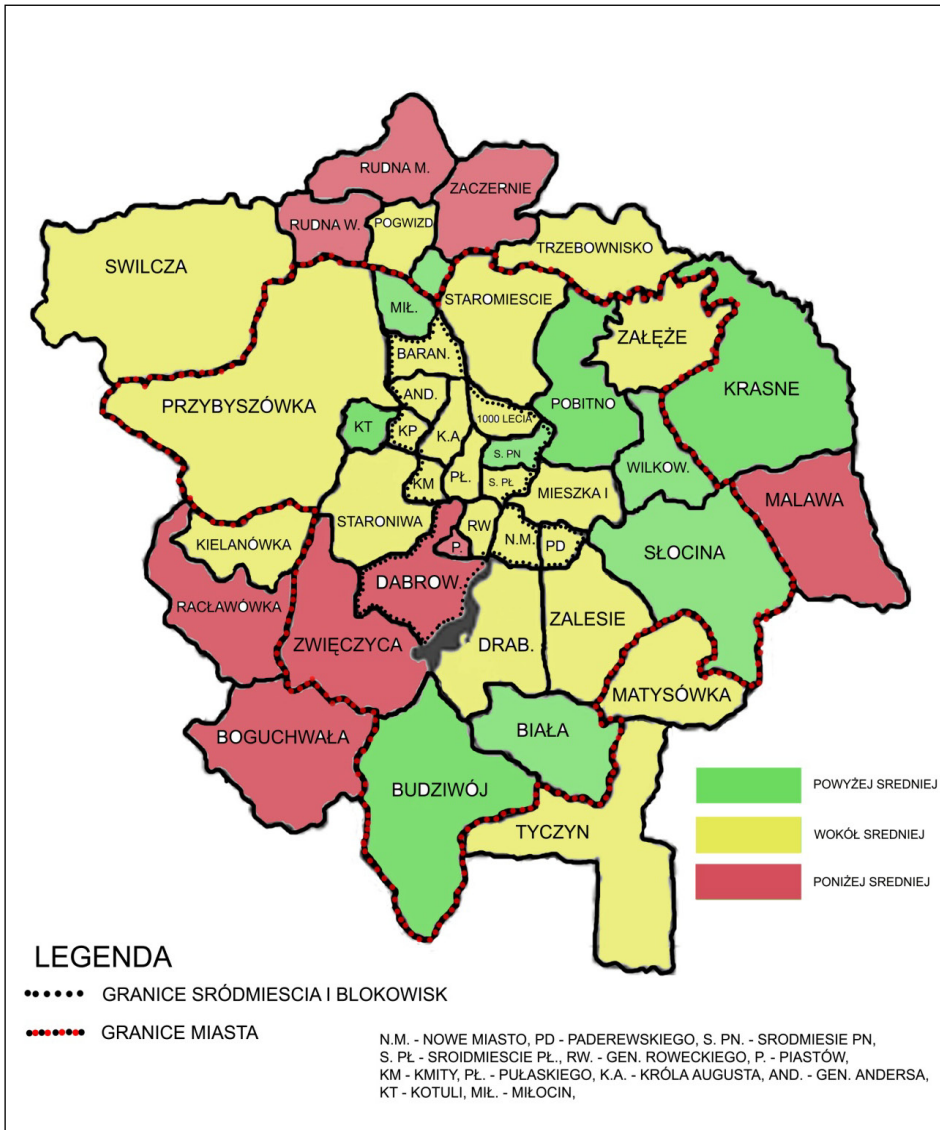 RUDNA M.
ZACZERNIE
RUDNA W.
POGWIZD
TRZEBOWNISKO
SWILCZA
MIŁ.
STAROMIESCIE
ZAŁĘŻE
BARAN.
KRASNE
AND.
PRZYBYSZÓWKA
POBITNO
1000 LECIA
KT
KP
K.A.
S. PN
WILKOW.
KM
PŁ.
S. PŁ
MIESZKA I
MALAWA
STARONIWA
RW
N.M.
PD
KIELANÓWKA
P.
SŁOCINA
DABROW.
RACŁAWÓWKA
ZALESIE
ZWIĘCZYCA
DRAB.
MATYSÓWKA
BOGUCHWAŁA
BIAŁA
BUDZIWÓJ
TYCZYN
POWYŻEJ SREDNIEJ
WOKÓŁ SREDNIEJ
PONIŻEJ SREDNIEJ
LEGENDA
GRANICE SRÓDMIESCIA I BLOKOWISK
GRANICE MIASTA
N.M. - NOWE MIASTO, PD - PADEREWSKIEGO, S. PN. - SRODMIESIE PN,
S. PŁ - SROIDMIESCIE PŁ., RW. - GEN. ROWECKIEGO, P. - PIASTÓW,
KM - KMITY, PŁ. - PUŁASKIEGO, K.A. - KRÓLA AUGUSTA, AND. - GEN. ANDERSA,
KT - KOTULI, MIŁ. - MIŁOCIN,